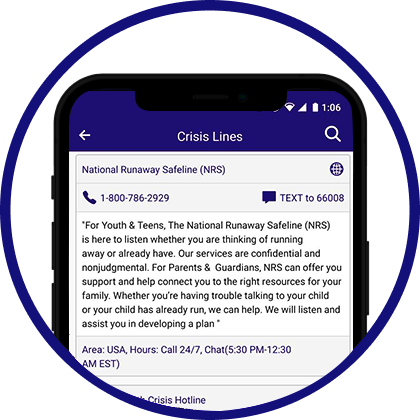 1:06
Crisis Lines
National Runaway Safeline (NRS)
1-800-786-2929 TEXT to 66008
"For Youth & Teens, The National Runaway Safeline (NRS)
is here to listen whether you are thinking of running
away or already have. Our services are confidential and
nonjudgmental. For Parents & Guardians, NRS can offer you
support and help connect you to the right resources for your
family. Whether you're having trouble talking to your child
or your child has already run, we can help. We will listen and
assist you in developing a plan "
Area: USA, Hours: Call 24/7, Chat(5:30 PM-12:30
AM EST)
Crisis Hotline